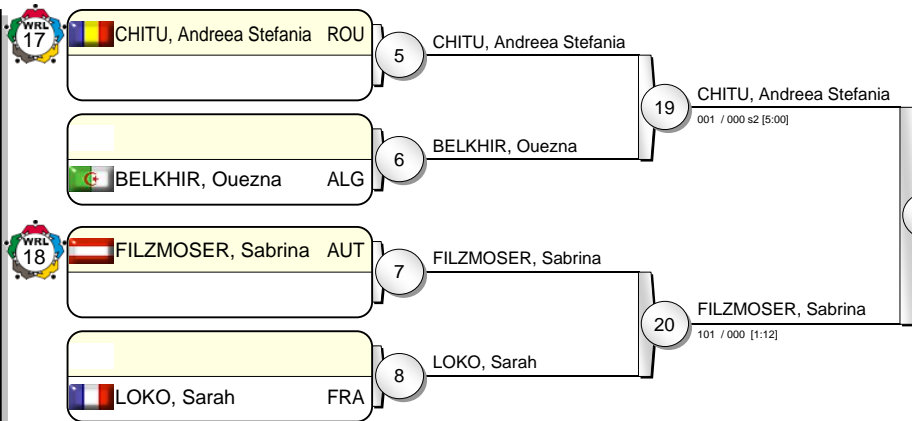 WRL
17
CHITU, Andreea Stefania ROU
5
CHITU, Andreea Stefania
19
CHITU, Andreea Stefania
001 / 000 s2 [5:00]
6
BELKHIR, Ouezna
BELKHIR, Ouezna ALG
WRL
18
FILZMOSER, Sabrina AUT
7
FILZMOSER, Sabrina
20
FILZMOSER, Sabrina
101 / 000 [1:12]
8
LOKO, Sarah
LOKO, Sarah FRA